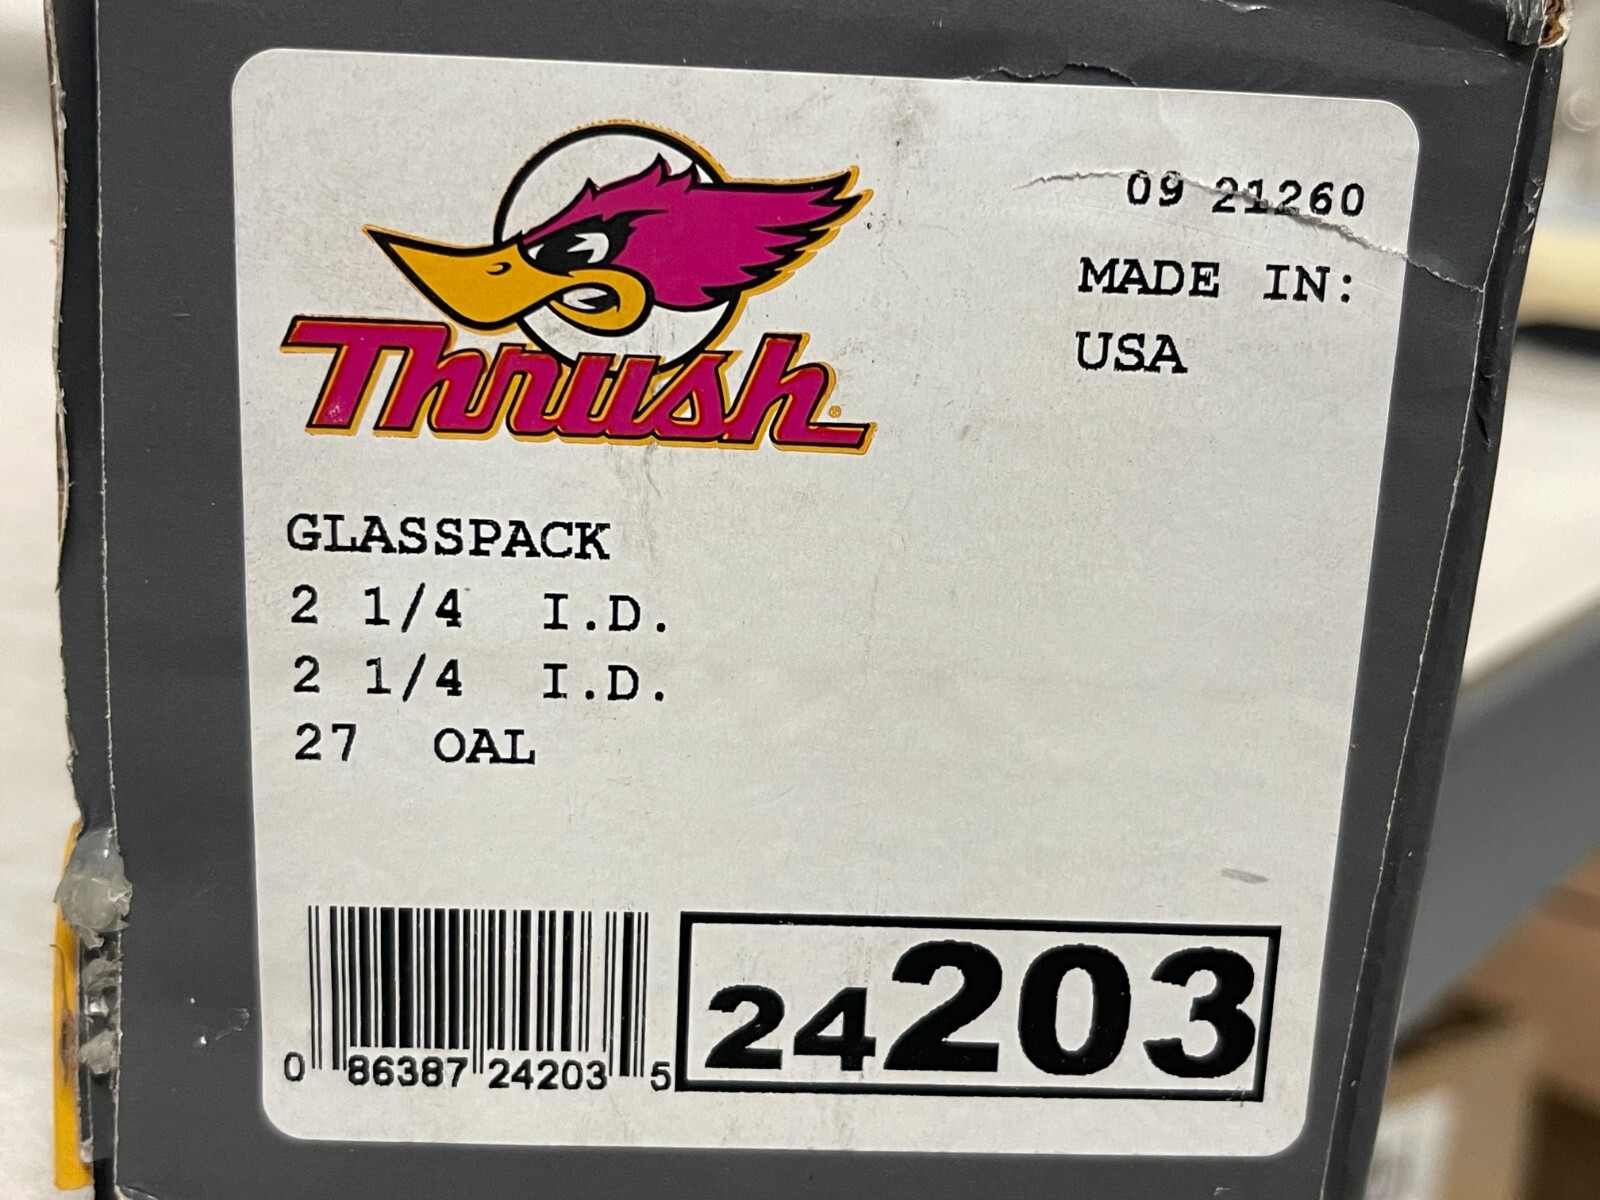 Thrush®
09 21260
MADE IN:
USA
GLASSPACK
2 1/4 I.D.
2 1/4 I.D.
27 OAL
0 86387 24203 5
24203